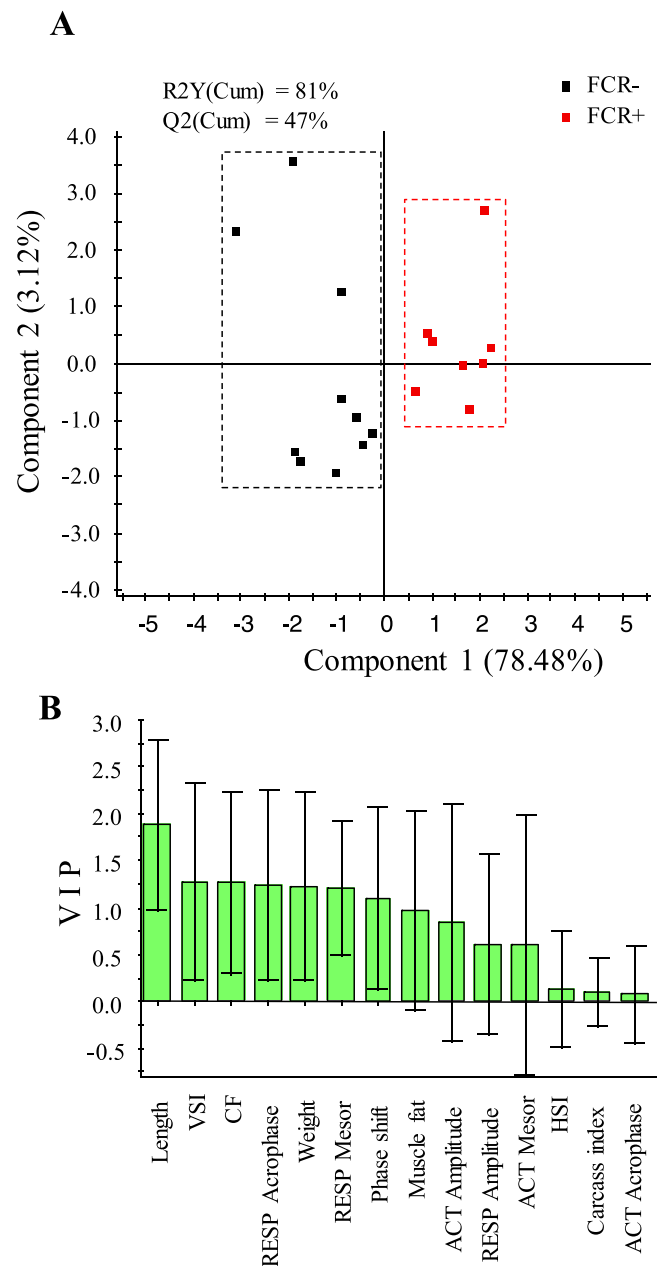 A
R2Y(Cum) = 81%
Q2(Cum) = 47%
FCR-
FCR+
4.0
3.0
2.0
1.0
0.0
-1.0
-2.0
-3.0
-4.0
Component 2 (3.12%)
-5 -4 -3 -2 -1 0 1 2 3 4 5
Component 1 (78.48%)
B
3.0
2.5
2.0
1.5
1.0
0.5
0.0
-0.5
VIP
Length
VSI
CF
RESP Acrophase
Weight
RESP Mesor
Phase shift
Muscle fat
ACT Amplitude
RESP Amplitude
ACT Mesor
HSI
Carcass index
ACT Acrophase